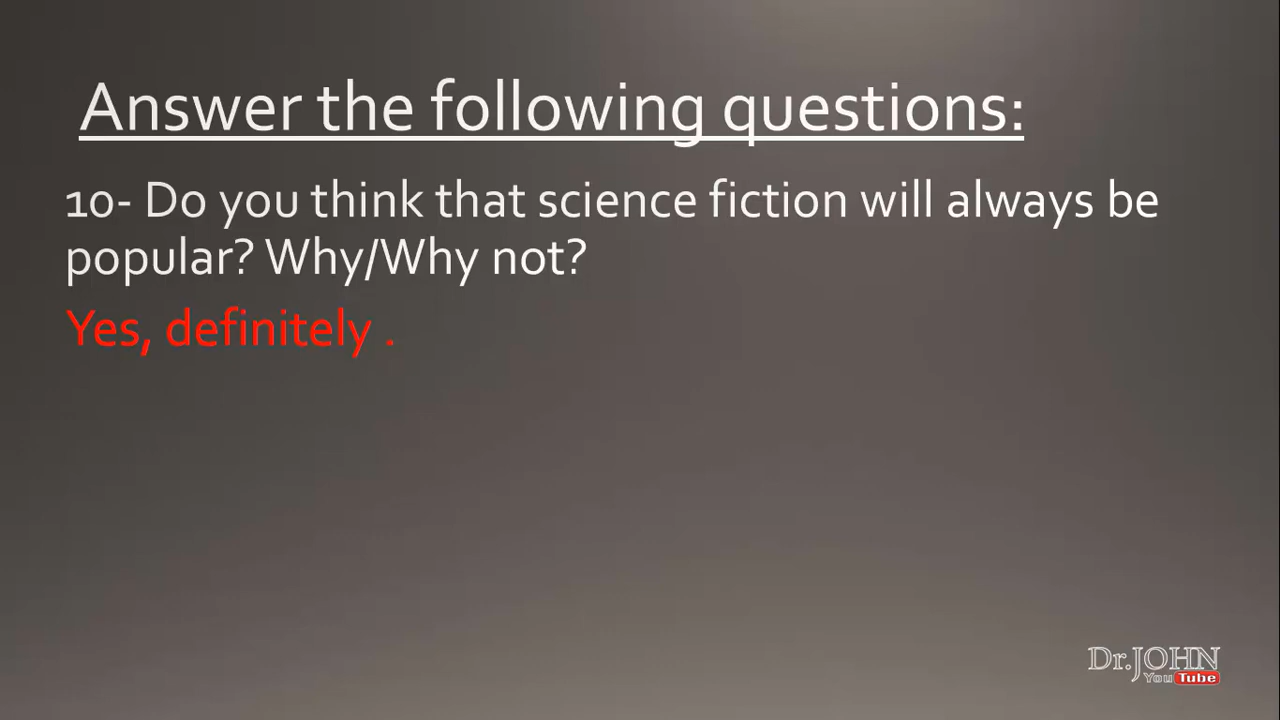 Answer the following questions:
10- Do you think that science fiction will always be
popular? Why/Why not?
Yes, definitely .
Dr.JOHN
YouTube